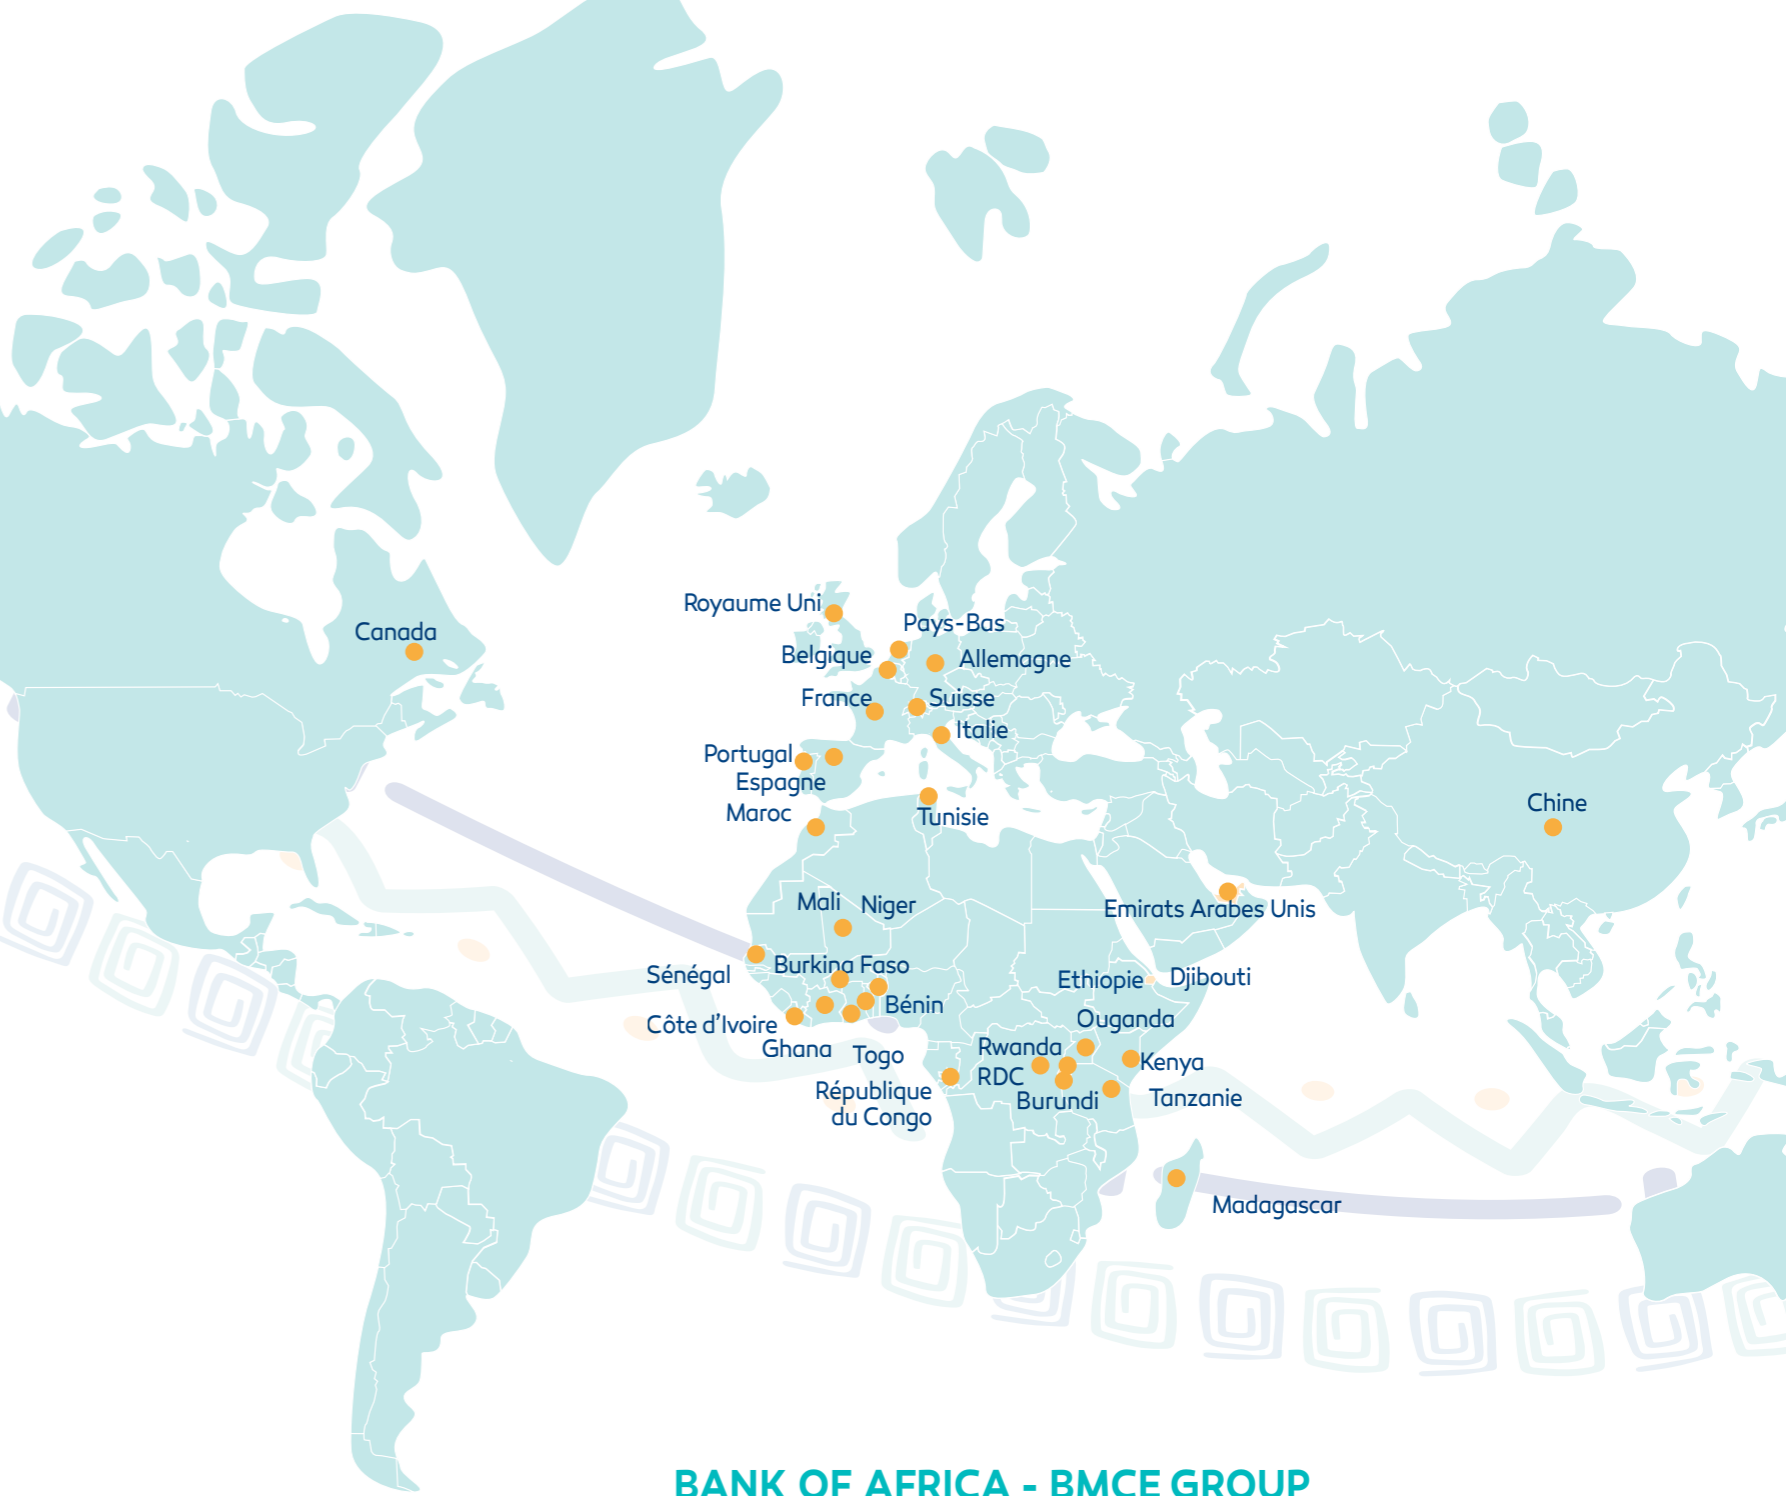 Royaume Uni
Pays-Bas
Canada
Belgique
Allemagne
France
Suisse
Italie
Portugal
Espagne
Maroc
Tunisie
Chine
Mali
Niger
Emirats Arabes Unis
Sénégal
Burkina Faso
Ethiopie
Djibouti
Bénin
Côte d’Ivoire
Ouganda
Ghana
Togo
Rwanda
Kenya
RDC
République
du Congo
Burundi
Tanzanie
Madagascar
BANK OF AFRICA - BMCE GROUP